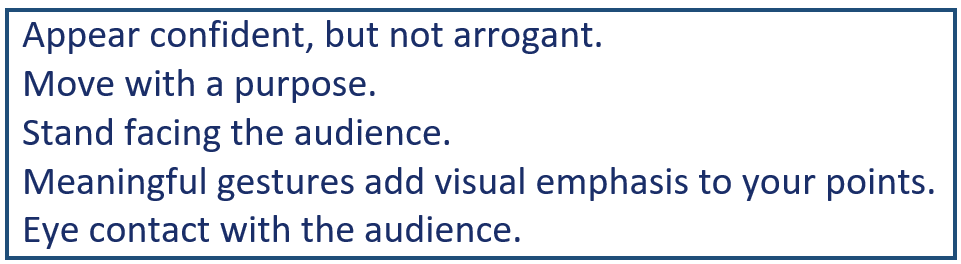 Appear confident, but not arrogant.
Move with a purpose.
Stand facing the audience.
Meaningful gestures add visual emphasis to your points.
Eye contact with the audience.